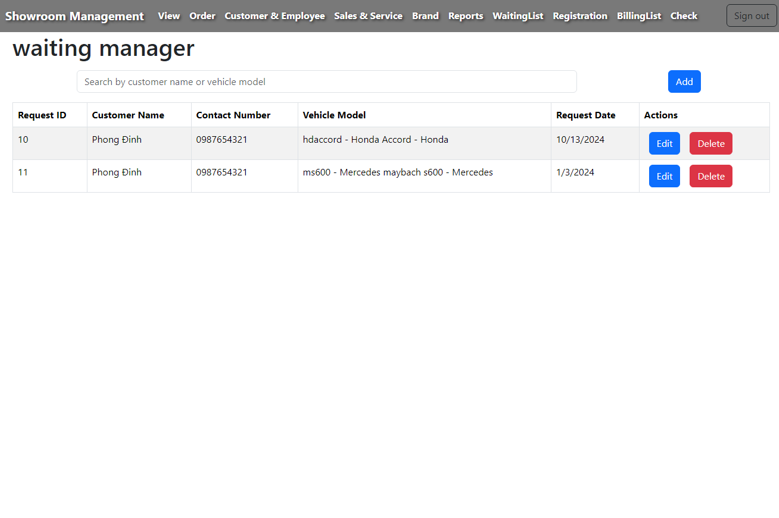 Showroom Management View Order Customer & Employee Sales & Service Brand Reports WaitingList Registration BillingList Check Sign out
waiting manager
Search by customer name or vehicle model Add
Request ID Customer Name Contact Number Vehicle Model Request Date Actions
10 Phong Đinh 0987654321 hdaccord - Honda Accord - Honda 10/13/2024 Edit Delete
11 Phong Đinh 0987654321 ms600 - Mercedes maybach s600 - Mercedes 1/3/2024 Edit Delete